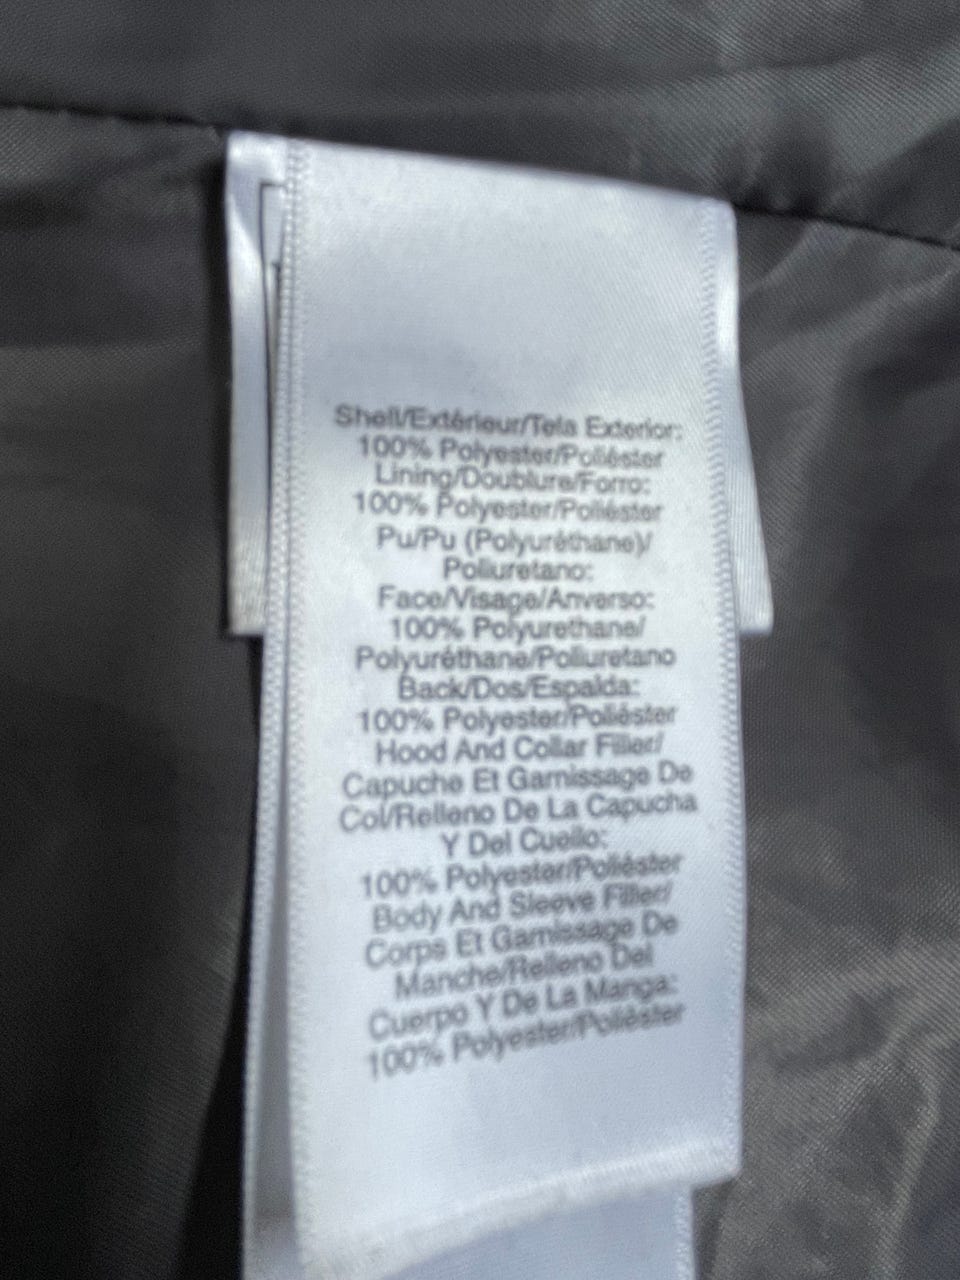 Shell/Extérieur/Tela Exterior:
100% Polyester/Poliéster
Lining/Doublure/Forro:
100% Polyester/Poliéster
Pu/Pu (Polyuréthane)/
Poliuretano:
Face/Visage/Anverso:
100% Polyurethane/
Polyuréthane/Poliuretano
Back/Dos/Espalda:
100% Polyester/Poliéster
Hood And Collar Filler/
Capuche Et Garnissage De
Col/Relleno De La Capucha
Y Del Cuello:
100% Polyester/Poliéster
Body And Sleeve Filler/
Corps Et Garnissage De
Manche/Relleno Del
Cuerpo Y De La Manga:
100% Polyester/Poliéster